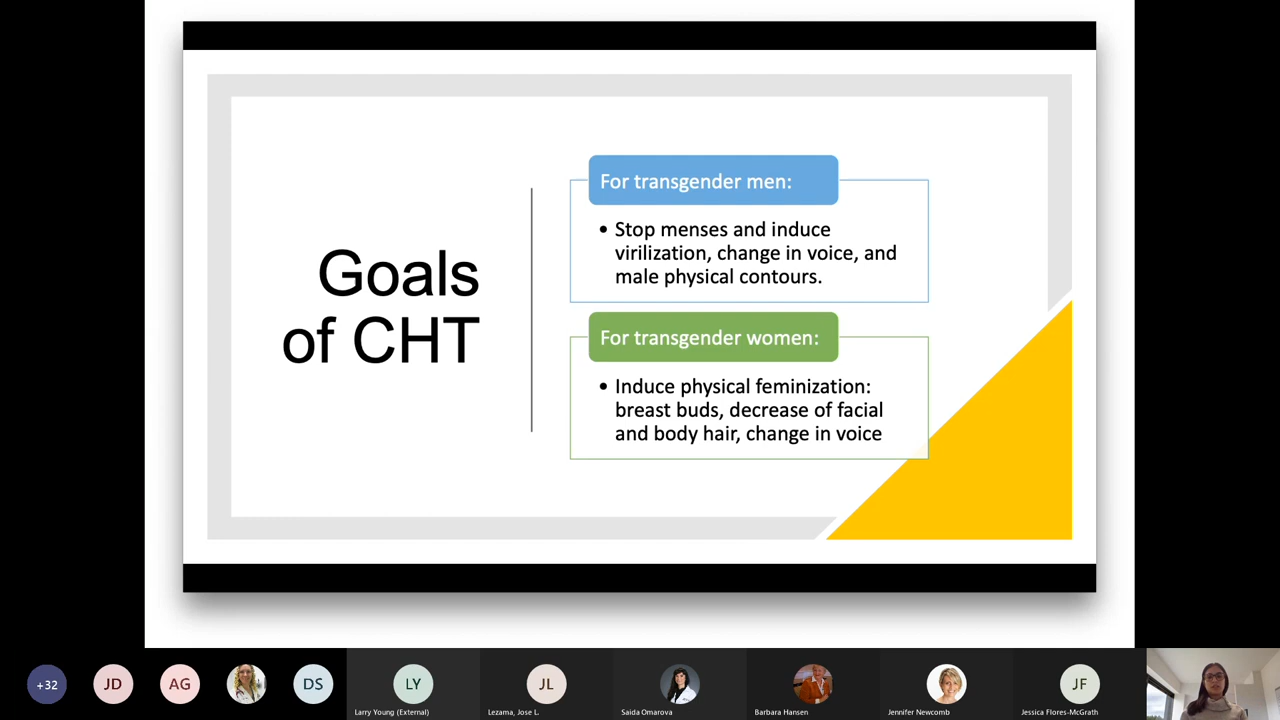 Goals
of CHT
For transgender men:
• Stop menses and induce
virilization, change in voice, and
male physical contours.
For transgender women:
• Induce physical feminization:
breast buds, decrease of facial
and body hair, change in voice
+32
JD
AG
DS
LY
JL
JF
Larry Young (External)
Lezama, Jose L.
Saida Omarova
Barbara Hansen
Jennifer Newcomb
Jessica Flores-McGrath